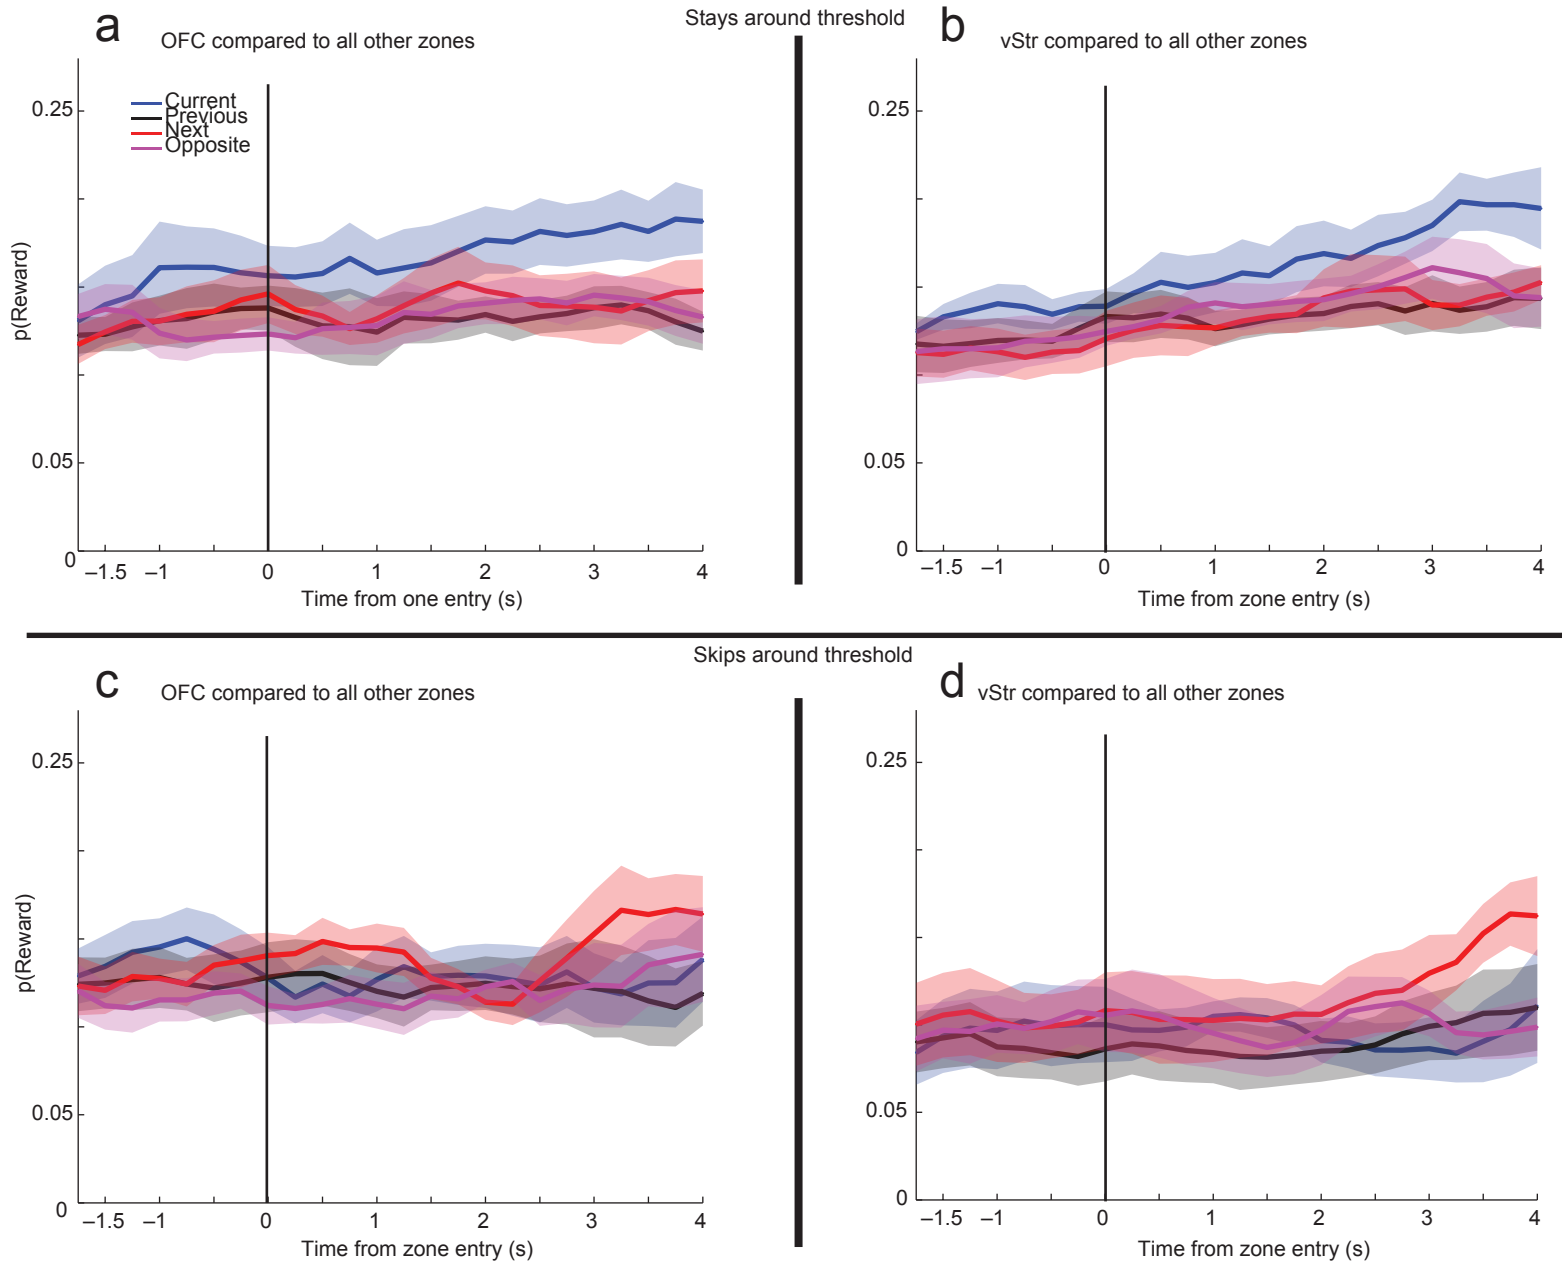 Stays around threshold
a
OFC compared to all other zones
0.25
0.05
0
p(Reward)
Current
Previous
Next
Opposite
–1.5 –1 0 1 2 3 4
Time from one entry (s)
b
vStr compared to all other zones
0.25
0.05
0
–1.5 –1 0 1 2 3 4
Time from zone entry (s)
Skips around threshold
c
OFC compared to all other zones
0.25
0.05
0
p(Reward)
–1.5 –1 0 1 2 3 4
Time from zone entry (s)
d
vStr compared to all other zones
0.25
0.05
0
–1.5 –1 0 1 2 3 4
Time from zone entry (s)